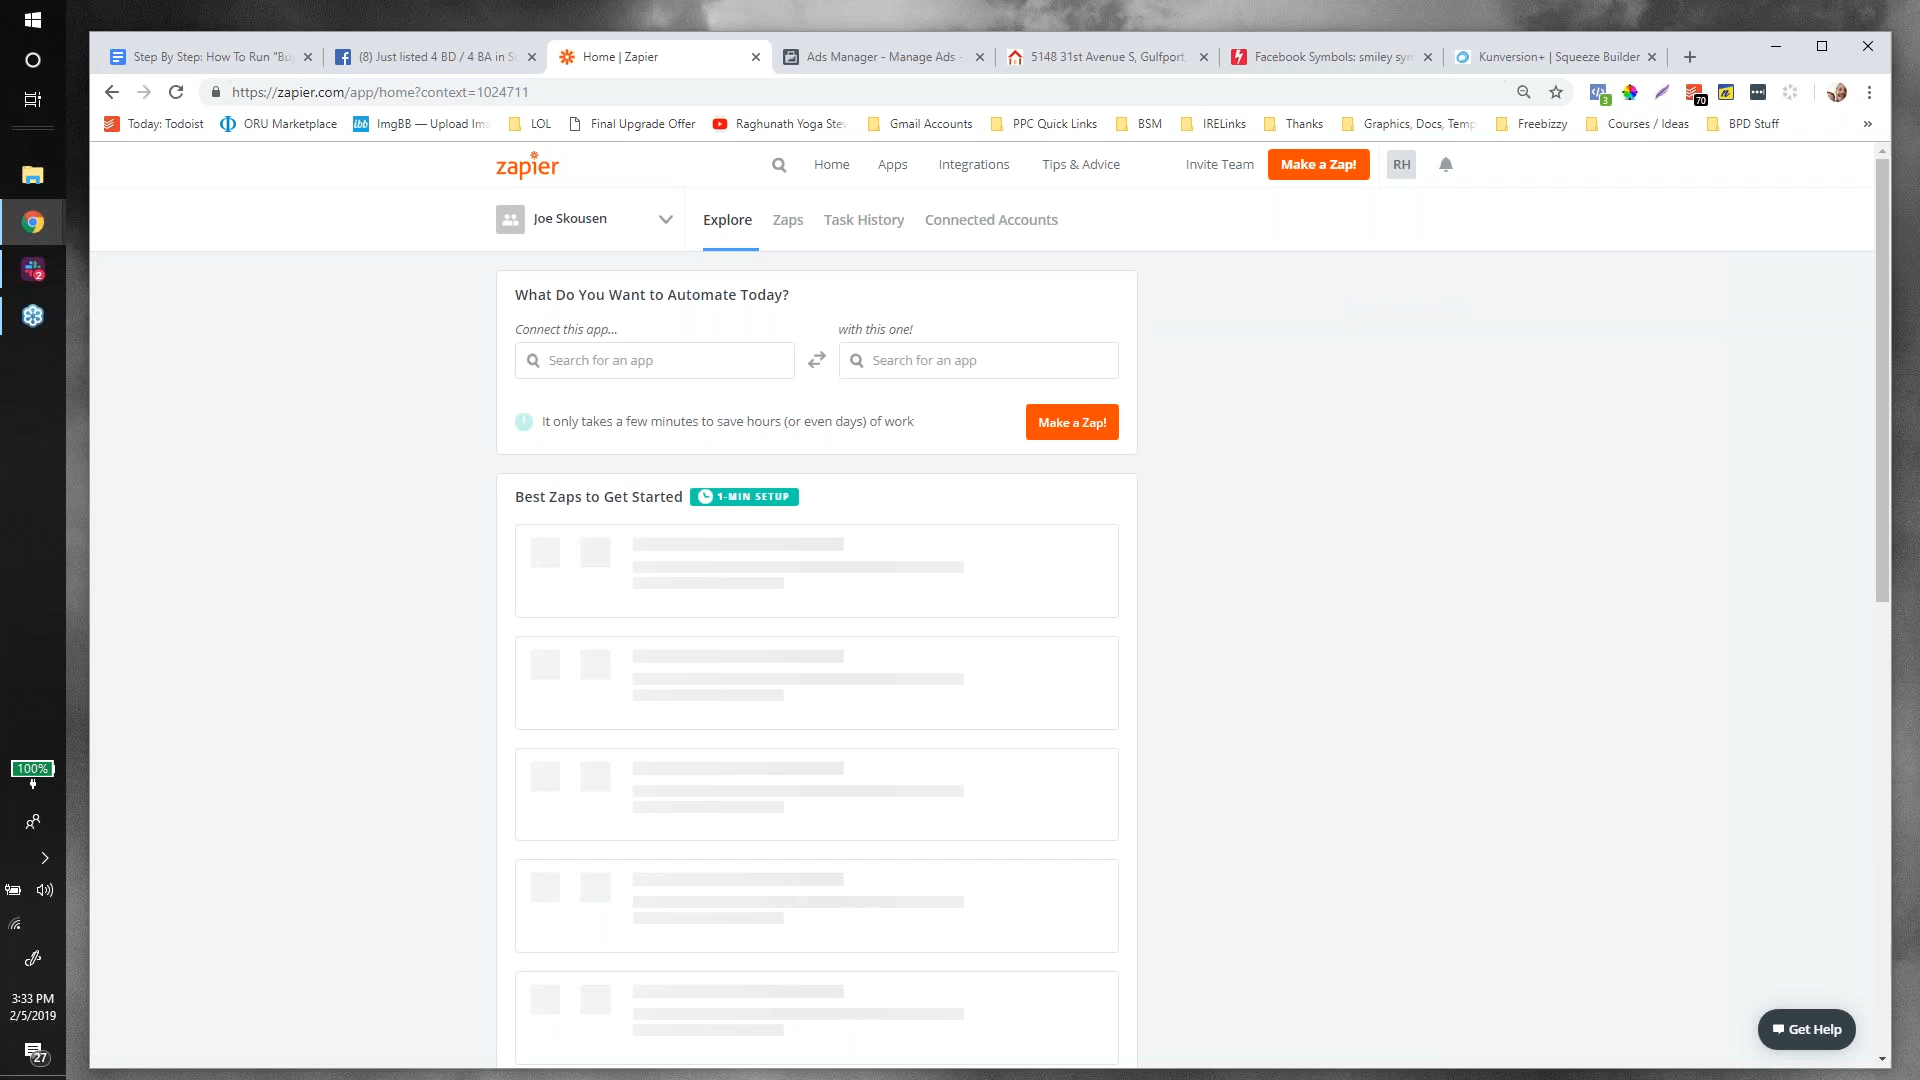 Step By Step: How To Run "Bu
(8) Just listed 4 BD / 4 BA in S
Home | Zapier
Ads Manager - Manage Ads -
5148 31st Avenue S, Gulfport,
Facebook Symbols: smiley sym
Kunversion+ | Squeeze Builder
https://zapier.com/app/home?context=1024711
3
70
Today: Todoist
ORU Marketplace
ibb
ImgBB — Upload Ima
LOL
Final Upgrade Offer
Raghunath Yoga Stev
Gmail Accounts
PPC Quick Links
BSM
IRELinks
Thanks
Graphics, Docs, Temp
Freebizzy
Courses / Ideas
BPD Stuff
»
zapier
Home
Apps
Integrations
Tips & Advice
Invite Team
Make a Zap!
RH
Joe Skousen
Explore
Zaps
Task History
Connected Accounts
What Do You Want to Automate Today?
Connect this app...
with this one!
Search for an app
Search for an app
It only takes a few minutes to save hours (or even days) of work
Make a Zap!
Best Zaps to Get Started
1-MIN SETUP
Get Help
2
100%
3:33 PM
2/5/2019
27